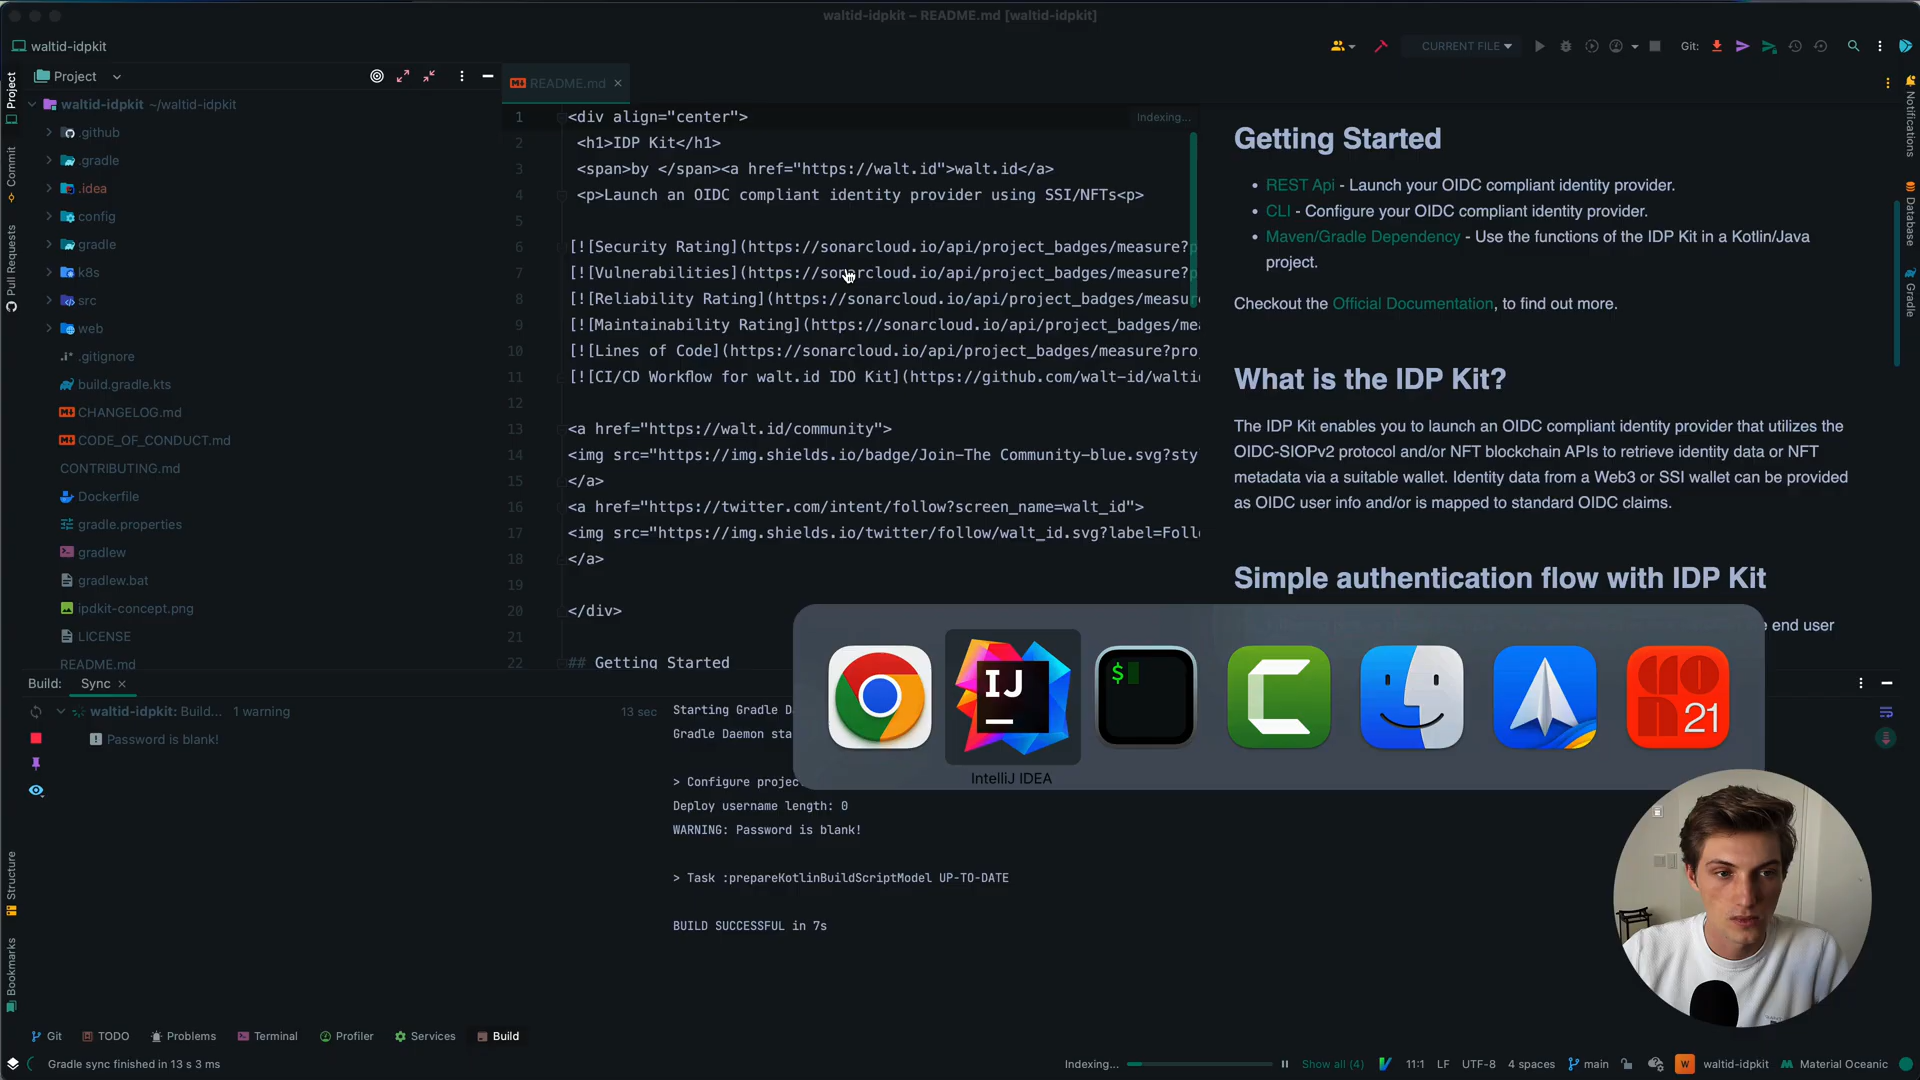 waltid-idpkit – README.md [waltid-idpkit]
waltid-idpkit
CURRENT FILE
Git:
Project
Commit
Pull Requests
Structure
Bookmarks
Project
waltid-idpkit ~/waltid-idpkit
.github
.gradle
.idea
config
gradle
k8s
src
web
.gitignore
build.gradle.kts
CHANGELOG.md
CODE_OF_CONDUCT.md
CONTRIBUTING.md
Dockerfile
gradle.properties
gradlew
gradlew.bat
ipdkit-concept.png
LICENSE
README.md
README.md
Indexing...
1 <div align="center">
2 <h1>IDP Kit</h1>
3 <span>by </span><a href="https://walt.id">walt.id</a>
4 <p>Launch an OIDC compliant identity provider using SSI/NFTs<p>
5
6 [![Security Rating](https://sonarcloud.io/api/project_badges/measure?p
7 [![Vulnerabilities](https://sonarcloud.io/api/project_badges/measure?p
8 [![Reliability Rating](https://sonarcloud.io/api/project_badges/measur
9 [![Maintainability Rating](https://sonarcloud.io/api/project_badges/mea
10 [![Lines of Code](https://sonarcloud.io/api/project_badges/measure?pro
11 [![CI/CD Workflow for walt.id IDO Kit](https://github.com/walt-id/walti
12
13 <a href="https://walt.id/community">
14 <img src="https://img.shields.io/badge/Join-The Community-blue.svg?sty
15 </a>
16 <a href="https://twitter.com/intent/follow?screen_name=walt_id">
17 <img src="https://img.shields.io/twitter/follow/walt_id.svg?label=Foll
18 </a>
19
20 </div>
21
22 ## Getting Started
Getting Started
• REST Api - Launch your OIDC compliant identity provider.
• CLI - Configure your OIDC compliant identity provider.
• Maven/Gradle Dependency - Use the functions of the IDP Kit in a Kotlin/Java
project.
Checkout the Official Documentation, to find out more.
What is the IDP Kit?
The IDP Kit enables you to launch an OIDC compliant identity provider that utilizes the
OIDC-SIOPv2 protocol and/or NFT blockchain APIs to retrieve identity data or NFT
metadata via a suitable wallet. Identity data from a Web3 or SSI wallet can be provided
as OIDC user info and/or is mapped to standard OIDC claims.
Simple authentication flow with IDP Kit
end user
Notifications
Database
Gradle
IJ
$
21
IntelliJ IDEA
Build:
Sync
waltid-idpkit: Build... 1 warning
13 sec
Password is blank!
Starting Gradle D
Gradle Daemon sta
> Configure projec
Deploy username length: 0
WARNING: Password is blank!
> Task :prepareKotlinBuildScriptModel UP-TO-DATE
BUILD SUCCESSFUL in 7s
Git
TODO
Problems
Terminal
Profiler
Services
Build
Gradle sync finished in 13 s 3 ms
Indexing...
Show all (4)
11:1
LF
UTF-8
4 spaces
main
W
waltid-idpkit
Material Oceanic